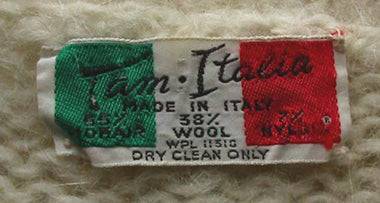 Tam · Italia
MADE IN ITALY
55% 38% 7%
MOHAIR WOOL NYLON
WPL 11510
DRY CLEAN ONLY